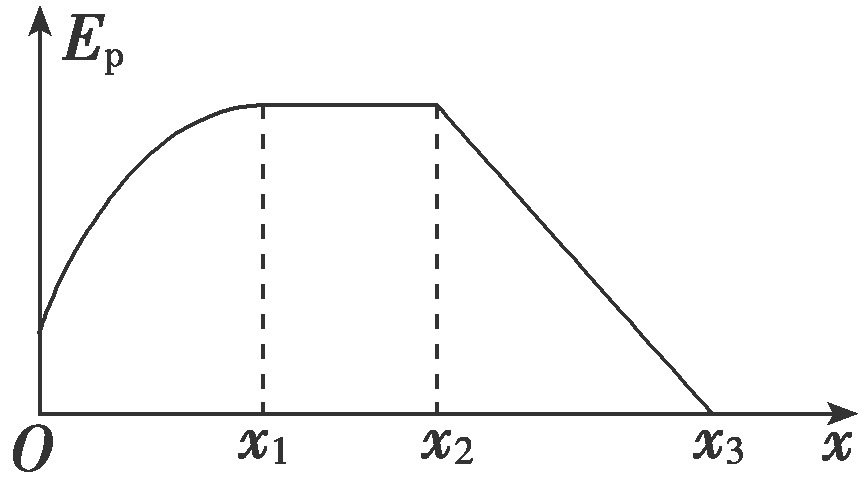 Eₚ
O x₁ x₂ x₃ x